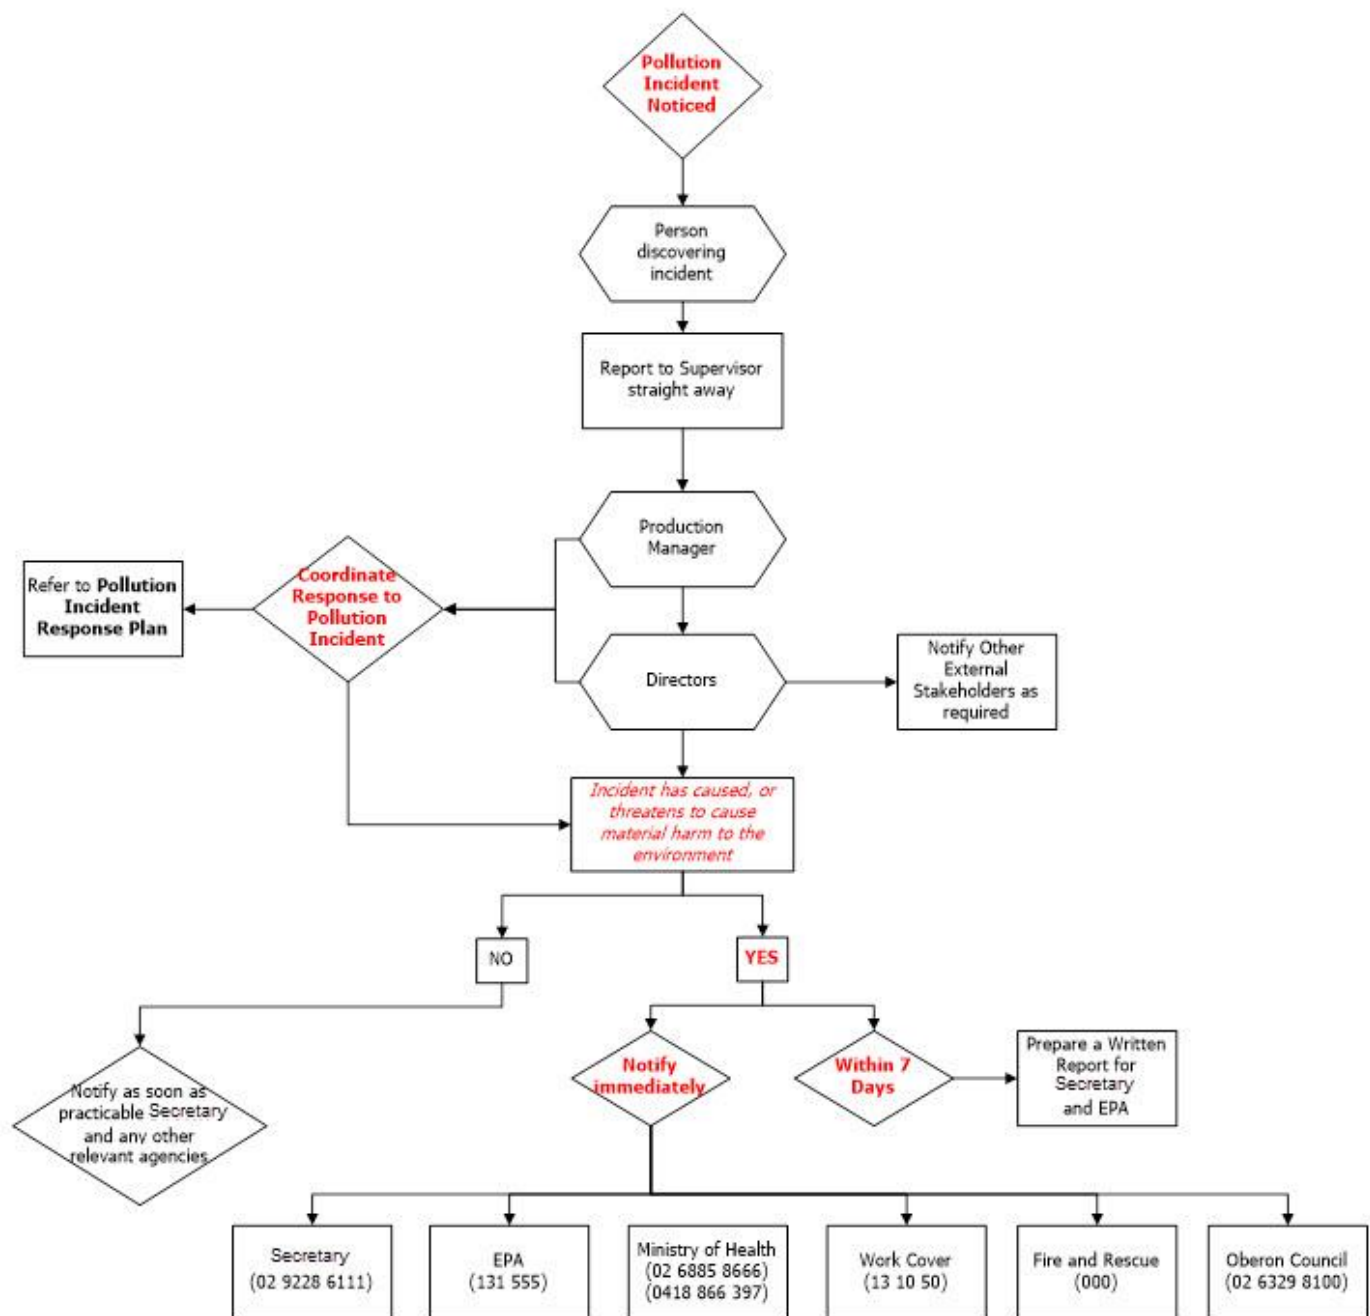 Pollution
Incident
Noticed
Person
discovering
incident
Report to Supervisor
straight away
Production
Manager
Coordinate
Response to
Pollution
Incident
Refer to Pollution
Incident
Response Plan
Directors
Notify Other
External
Stakeholders as
required
Incident has caused, or
threatens to cause
material harm to the
environment
NO
YES
Notify as soon as
practicable Secretary
and any other
relevant agencies
Notify
immediately
Within 7
Days
Prepare a Written
Report for
Secretary
and EPA
Secretary
(02 9228 6111)
EPA
(131 555)
Ministry of Health
(02 6885 8666)
(0418 866 397)
Work Cover
(13 10 50)
Fire and Rescue
(000)
Oberon Council
(02 6329 8100)